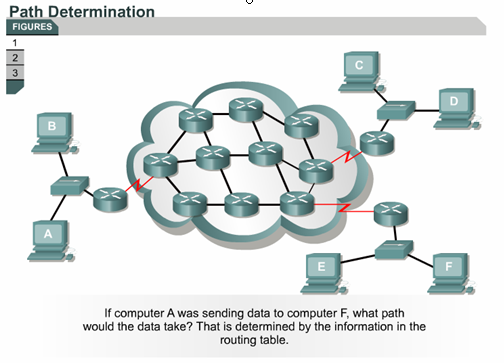 Path Determination
FIGURES
1
2
3
B
A
C
D
E
F
If computer A was sending data to computer F, what path
would the data take? That is determined by the information in the
routing table.